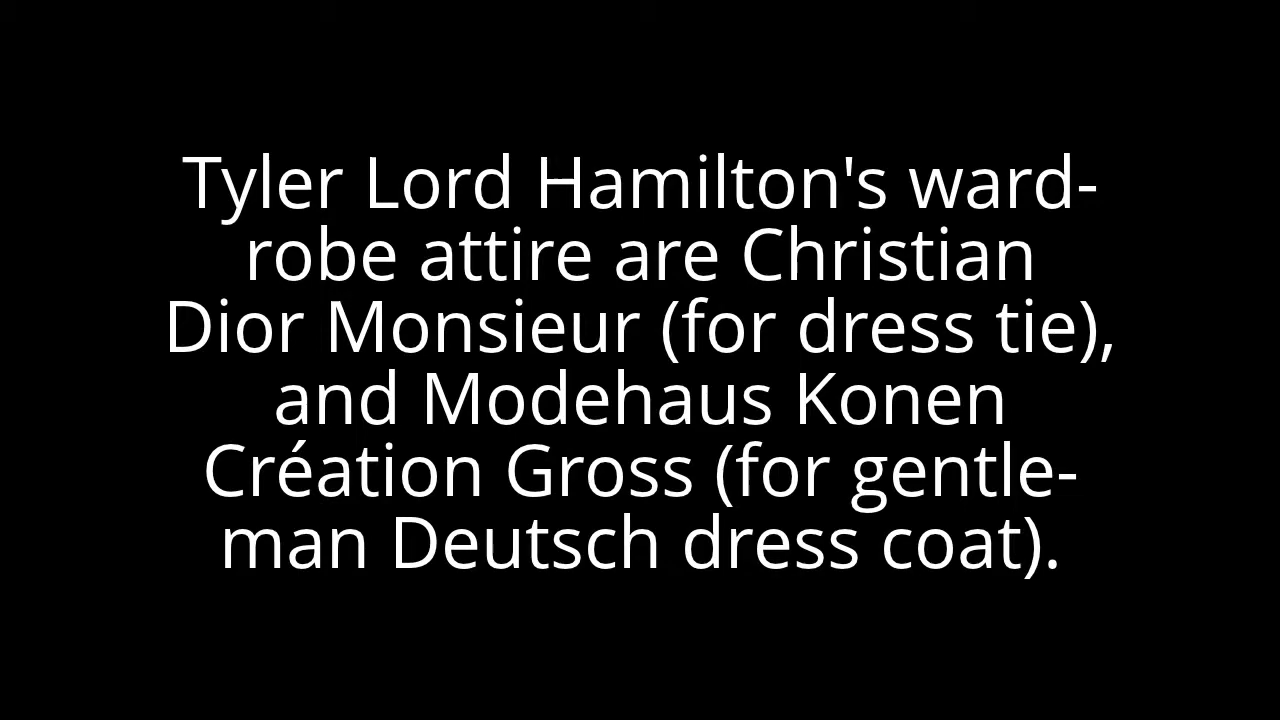 Tyler Lord Hamilton's ward-
robe attire are Christian
Dior Monsieur (for dress tie),
and Modehaus Konen
Création Gross (for gentle-
man Deutsch dress coat).